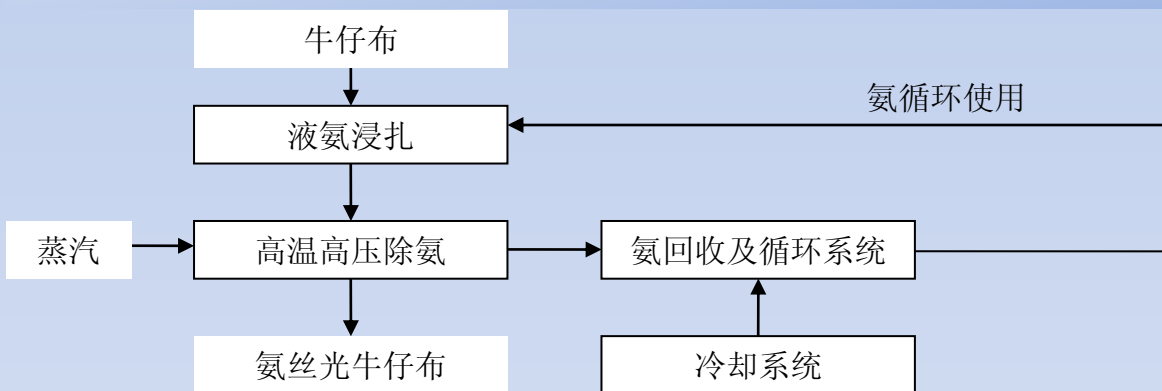 牛仔布
氨循环使用
液氨浸扎
蒸汽
高温高压除氨
氨回收及循环系统
氨丝光牛仔布
冷却系统